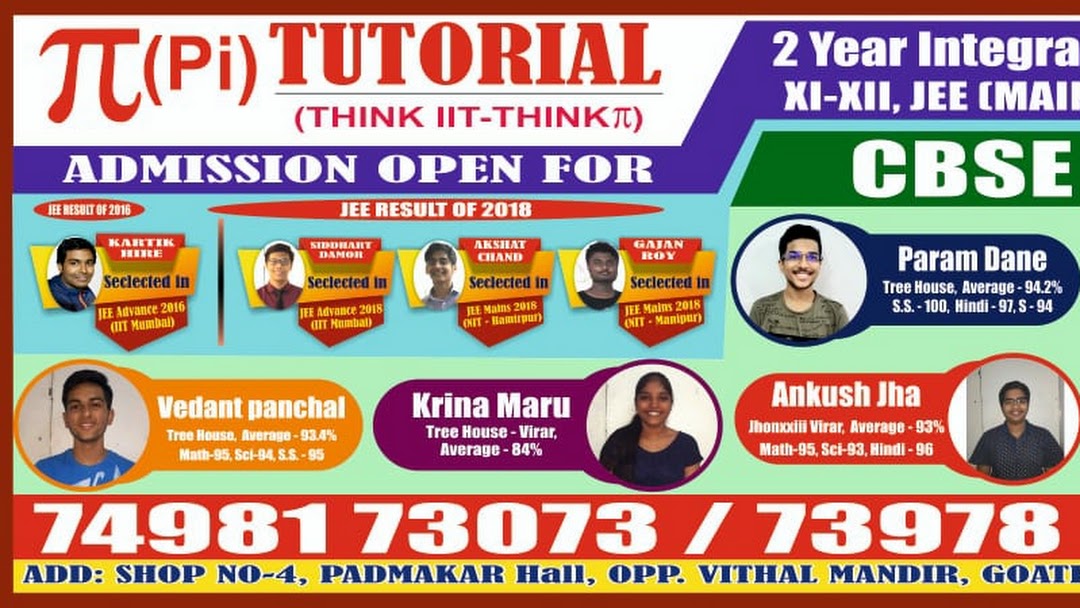 π(Pi) TUTORIAL
(THINK IIT-THINKπ)
2 Year Integra
XI-XII, JEE (MAI
ADMISSION OPEN FOR
CBSE
JEE RESULT OF 2016
JEE RESULT OF 2018
KARTIK
HIRE
Seclected in
JEE Advance 2016
(IIT Mumbai)
SIDDHART
DAMOR
Seclected in
JEE Advance 2018
(IIT Mumbai)
AKSHAT
CHAND
Seclected in
JEE Mains 2018
(NIT - Hamirpur)
GAJAN
ROY
Seclected in
JEE Mains 2018
(NIT - Manipur)
Param Dane
Tree House, Average - 94.2%
S.S. - 100, Hindi - 97, S - 94
Vedant panchal
Tree House, Average - 93.4%
Math-95, Sci-94, S.S. - 95
Krina Maru
Tree House - Virar,
Average - 84%
Ankush Jha
Jhonxxiii Virar, Average - 93%
Math-95, Sci-93, Hindi - 96
74981 73073 / 73978
ADD: SHOP NO-4, PADMAKAR Hall, OPP. VITHAL MANDIR, GOAT